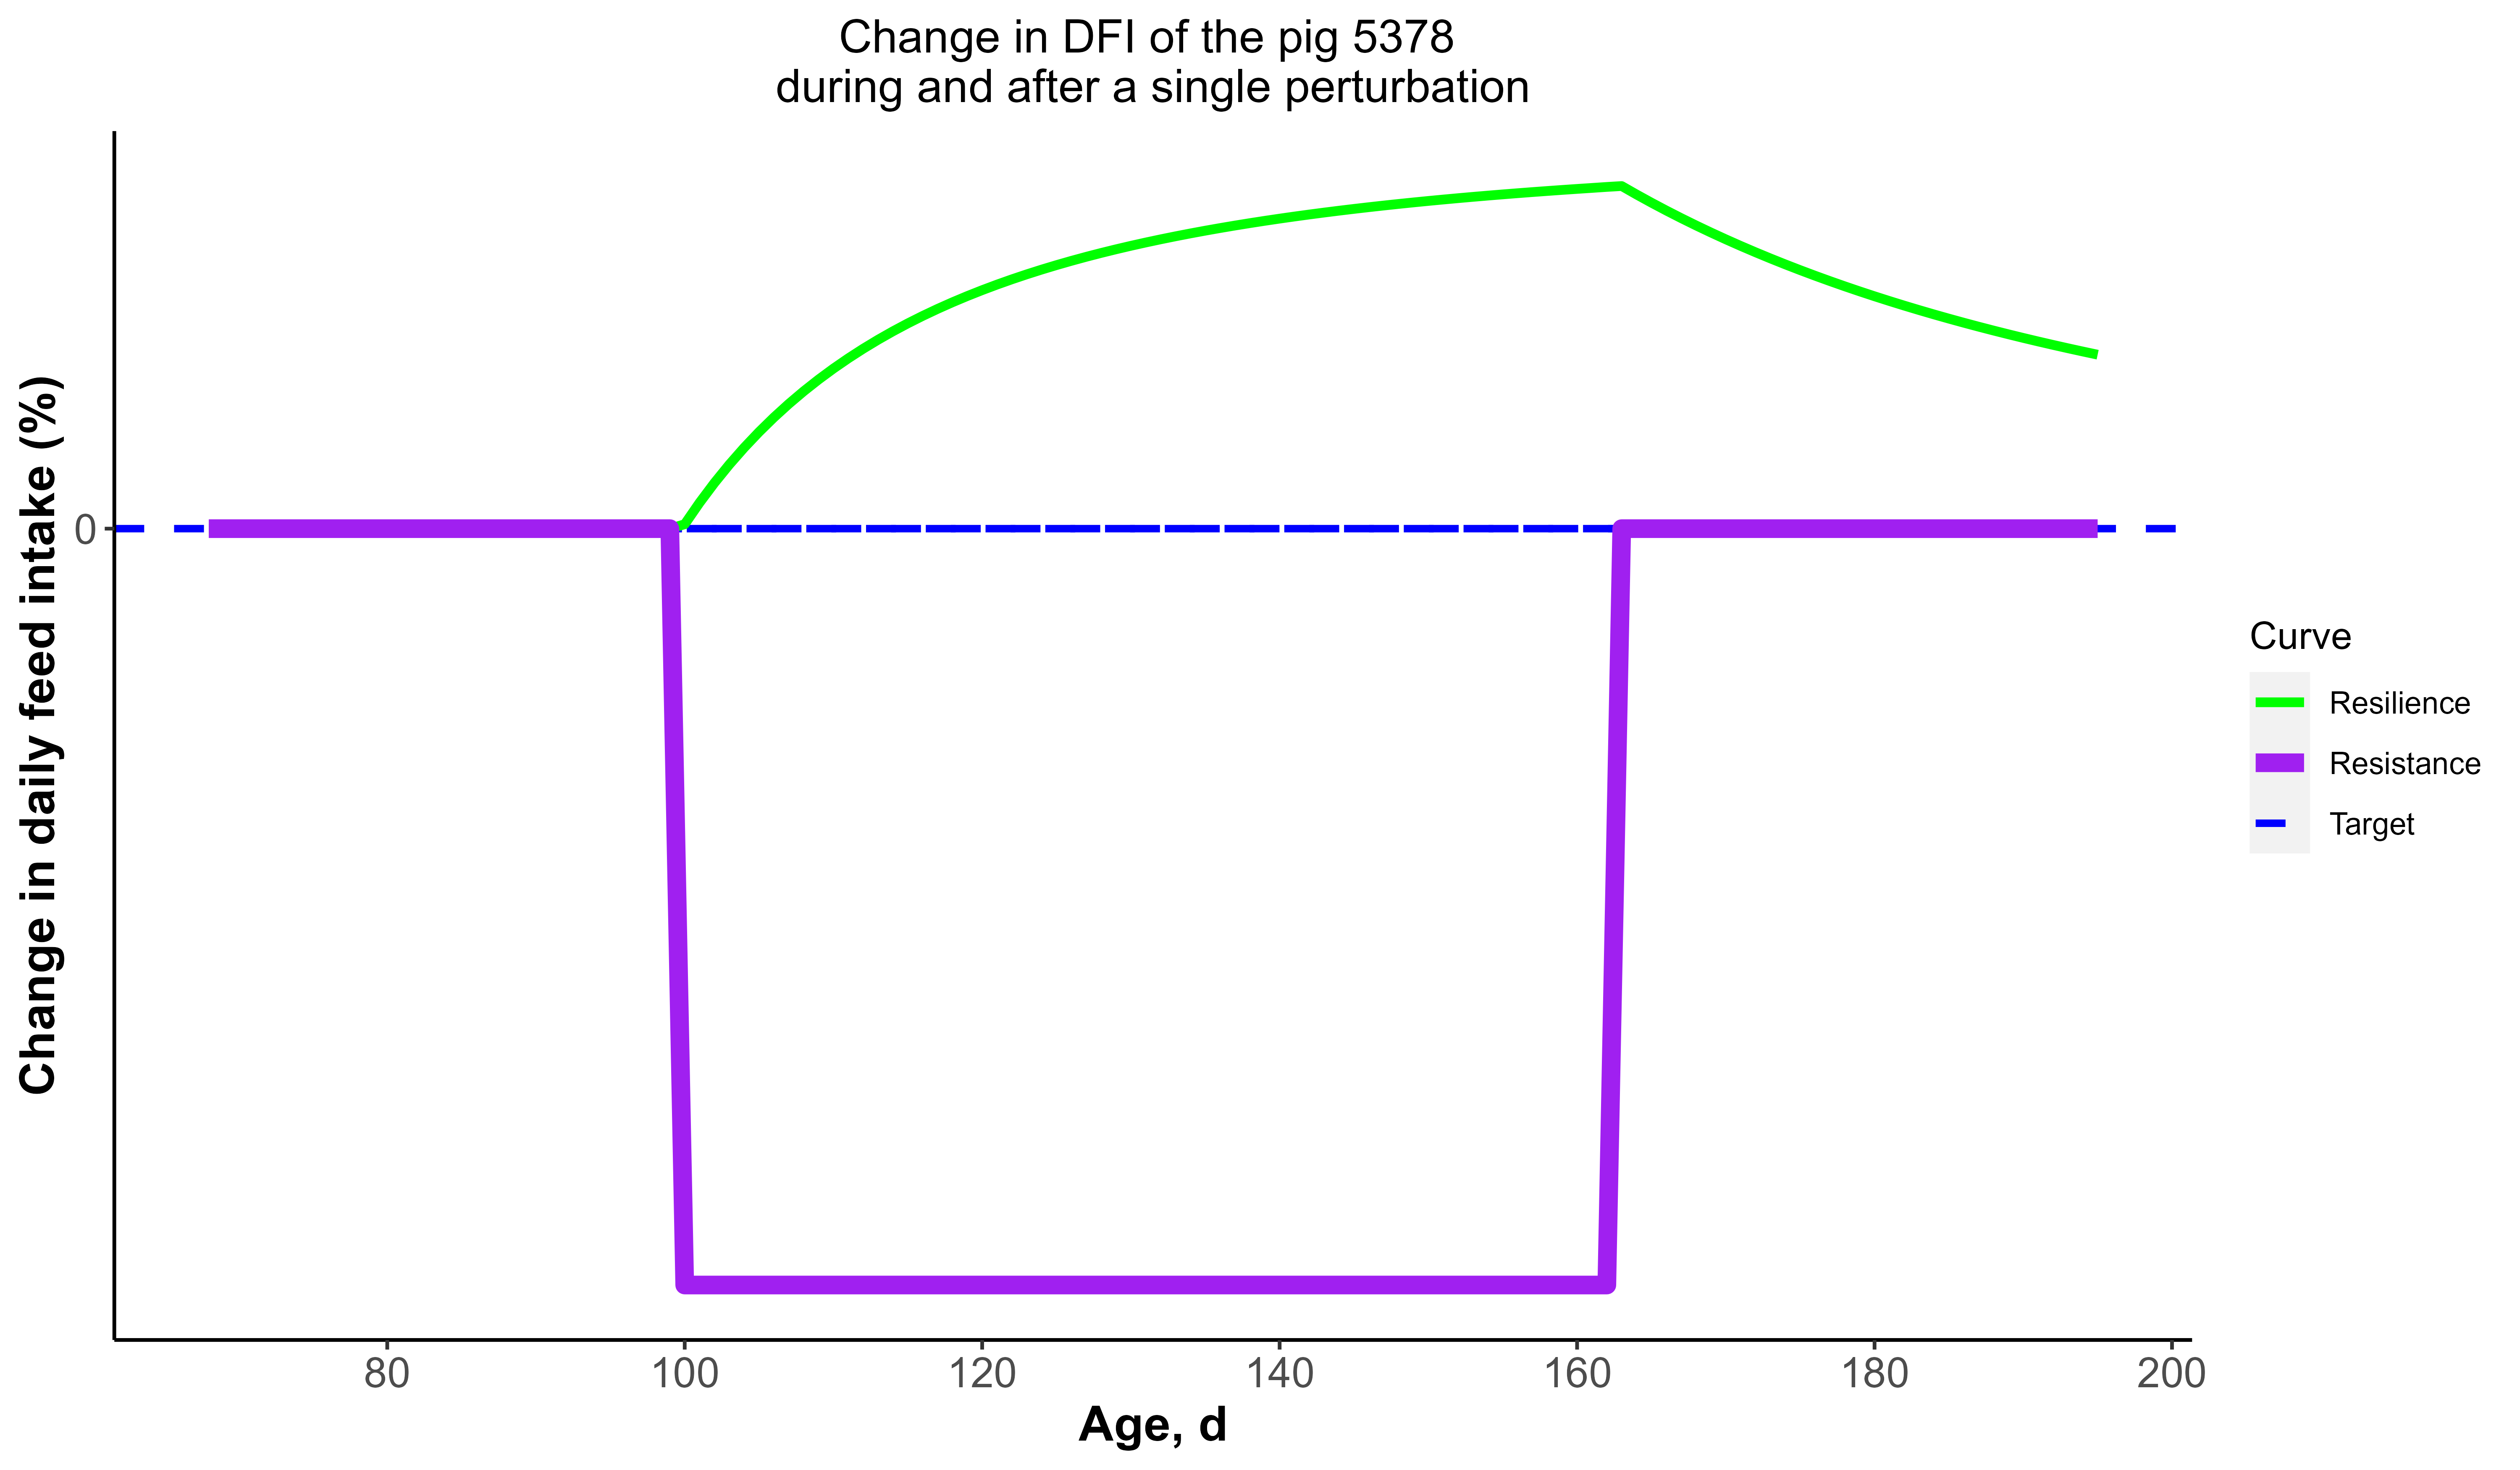 Change in DFI of the pig 5378
during and after a single perturbation
Change in daily feed intake (%)
0
80 100 120 140 160 180 200
Age, d
Curve
Resilience
Resistance
Target